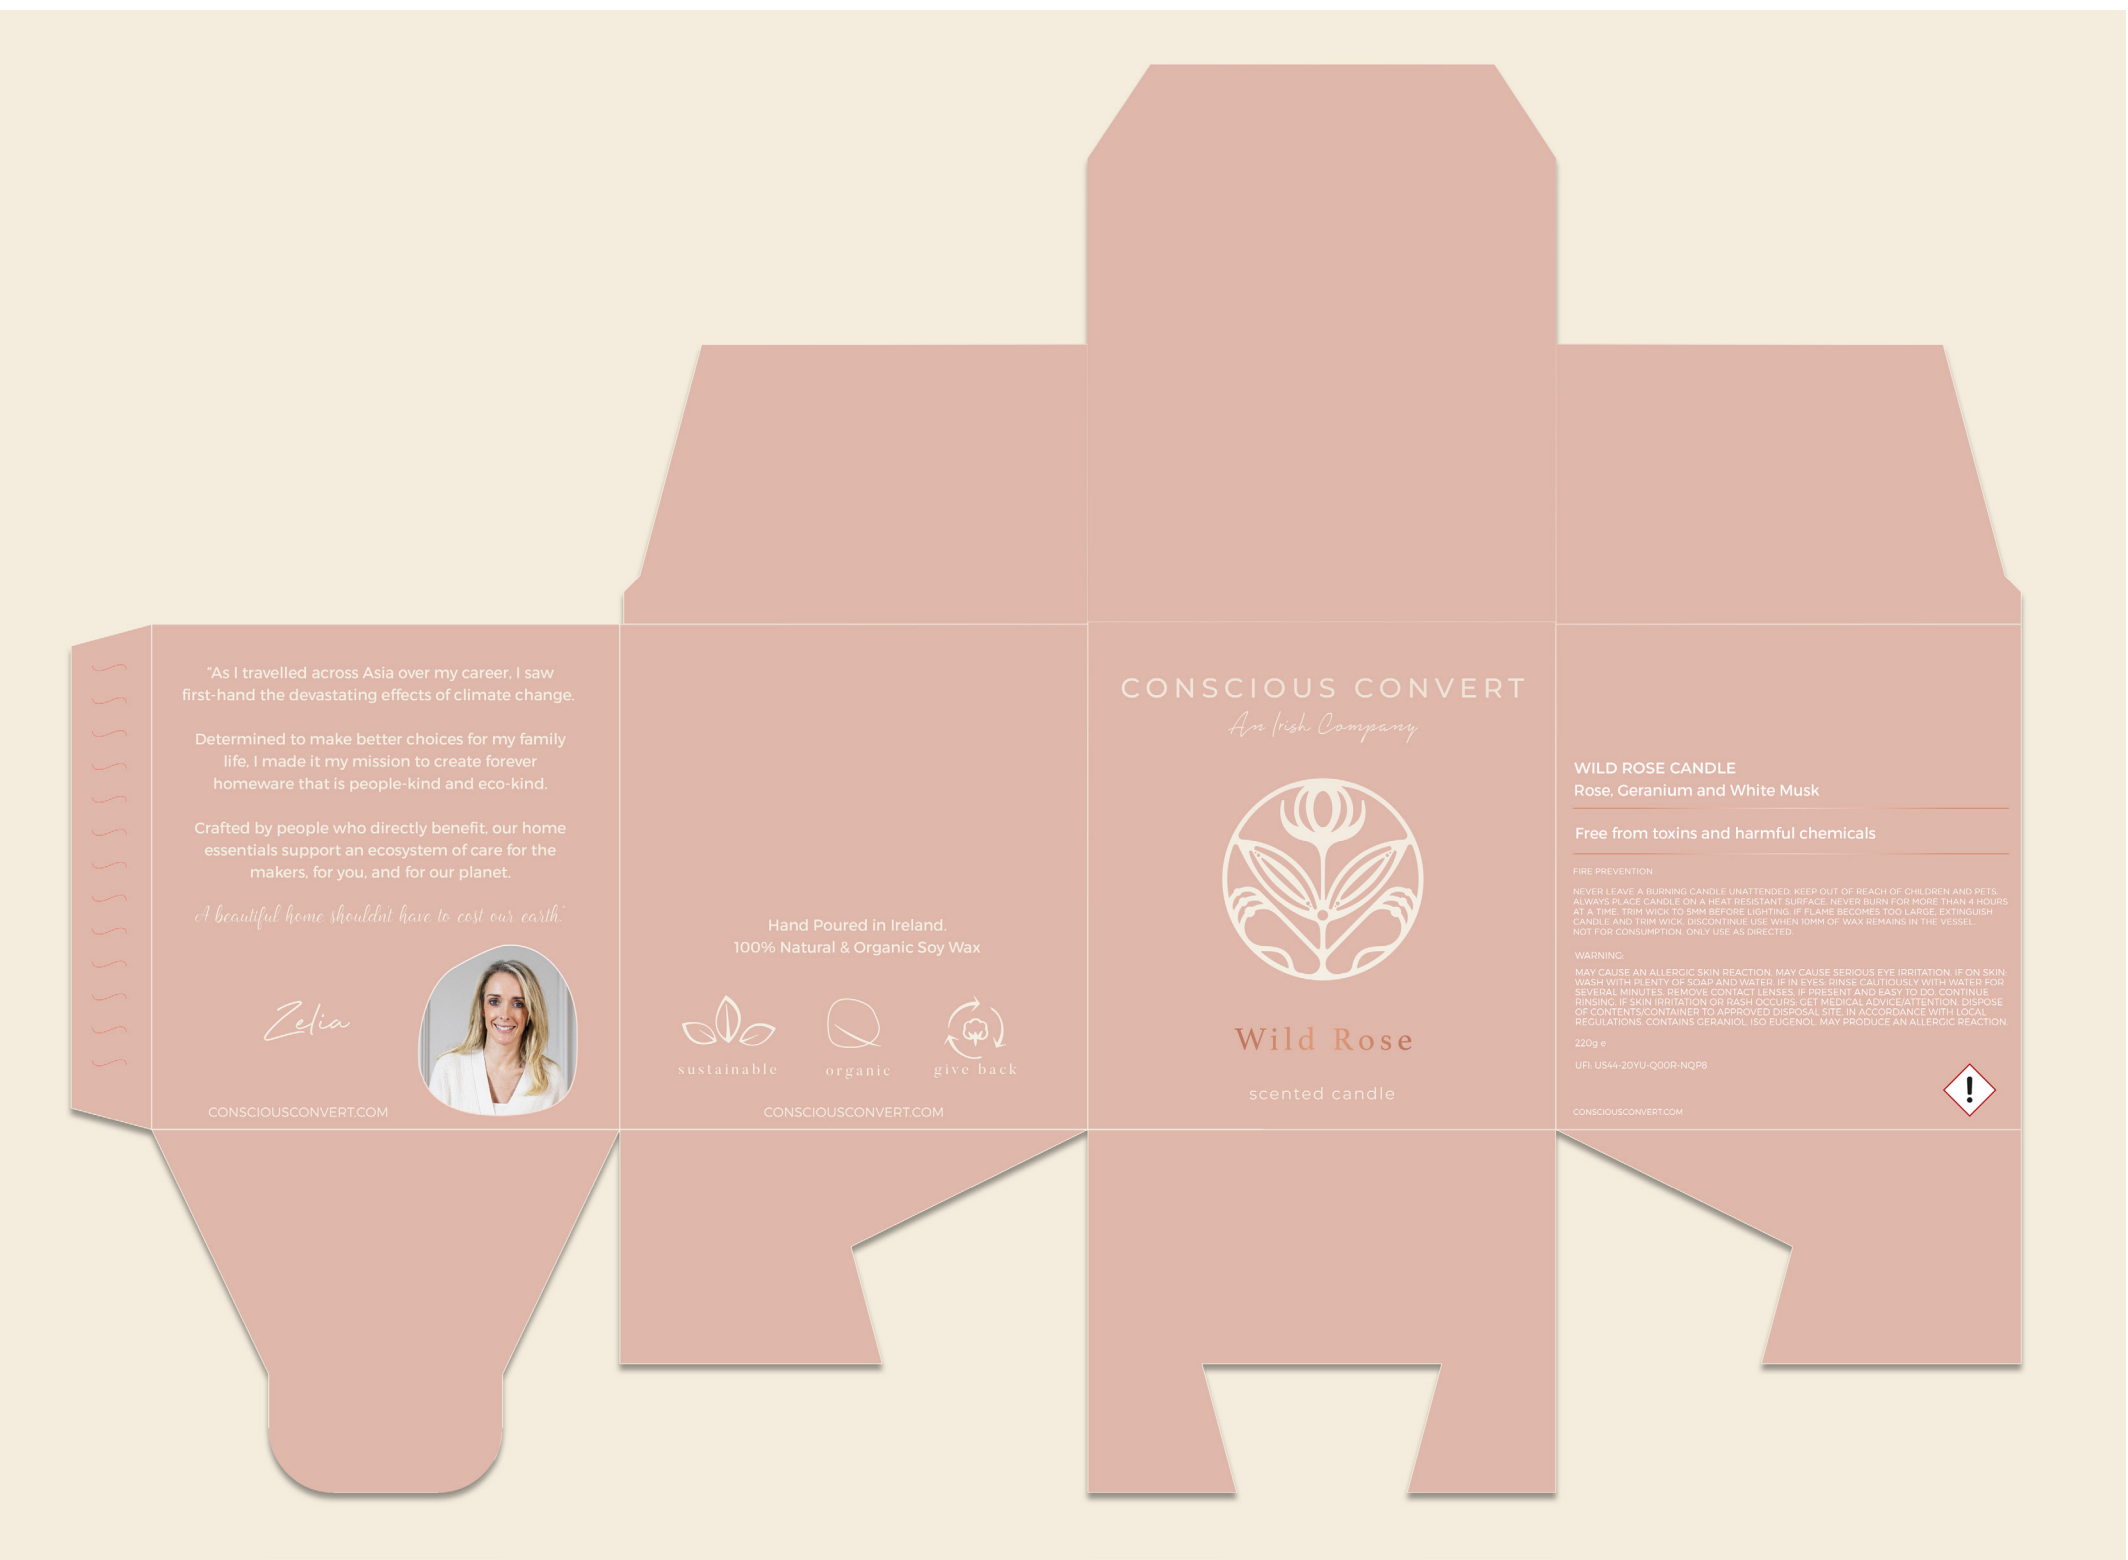 "As I travelled across Asia over my career, I saw
first-hand the devastating effects of climate change.
Determined to make better choices for my family
life, I made it my mission to create forever
homeware that is people-kind and eco-kind.
Crafted by people who directly benefit, our home
essentials support an ecosystem of care for the
makers, for you, and for our planet.
A beautiful home shouldn't have to cost our earth."
Zelia
CONSCIOUSCONVERT.COM
Hand Poured in Ireland.
100% Natural & Organic Soy Wax
sustainable
organic
give back
CONSCIOUSCONVERT.COM
CONSCIOUS CONVERT
An Irish Company
Wild Rose
scented candle
WILD ROSE CANDLE
Rose, Geranium and White Musk
Free from toxins and harmful chemicals
FIRE PREVENTION
NEVER LEAVE A BURNING CANDLE UNATTENDED. KEEP OUT OF REACH OF CHILDREN AND PETS.
ALWAYS PLACE CANDLE ON A HEAT RESISTANT SURFACE. NEVER BURN FOR MORE THAN 4 HOURS
AT A TIME. TRIM WICK TO 5MM BEFORE LIGHTING. IF FLAME BECOMES TOO LARGE, EXTINGUISH
CANDLE AND TRIM WICK. DISCONTINUE USE WHEN 10MM OF WAX REMAINS IN THE VESSEL.
NOT FOR CONSUMPTION. ONLY USE AS DIRECTED.
WARNING:
MAY CAUSE AN ALLERGIC SKIN REACTION. MAY CAUSE SERIOUS EYE IRRITATION. IF ON SKIN:
WASH WITH PLENTY OF SOAP AND WATER. IF IN EYES: RINSE CAUTIOUSLY WITH WATER FOR
SEVERAL MINUTES. REMOVE CONTACT LENSES, IF PRESENT AND EASY TO DO. CONTINUE
RINSING. IF SKIN IRRITATION OR RASH OCCURS: GET MEDICAL ADVICE/ATTENTION. DISPOSE
OF CONTENTS/CONTAINER TO APPROVED DISPOSAL SITE, IN ACCORDANCE WITH LOCAL
REGULATIONS. CONTAINS GERANIOL, ISO EUGENOL. MAY PRODUCE AN ALLERGIC REACTION.
220g e
UFI: US44-20YU-Q00R-NQP8
CONSCIOUSCONVERT.COM